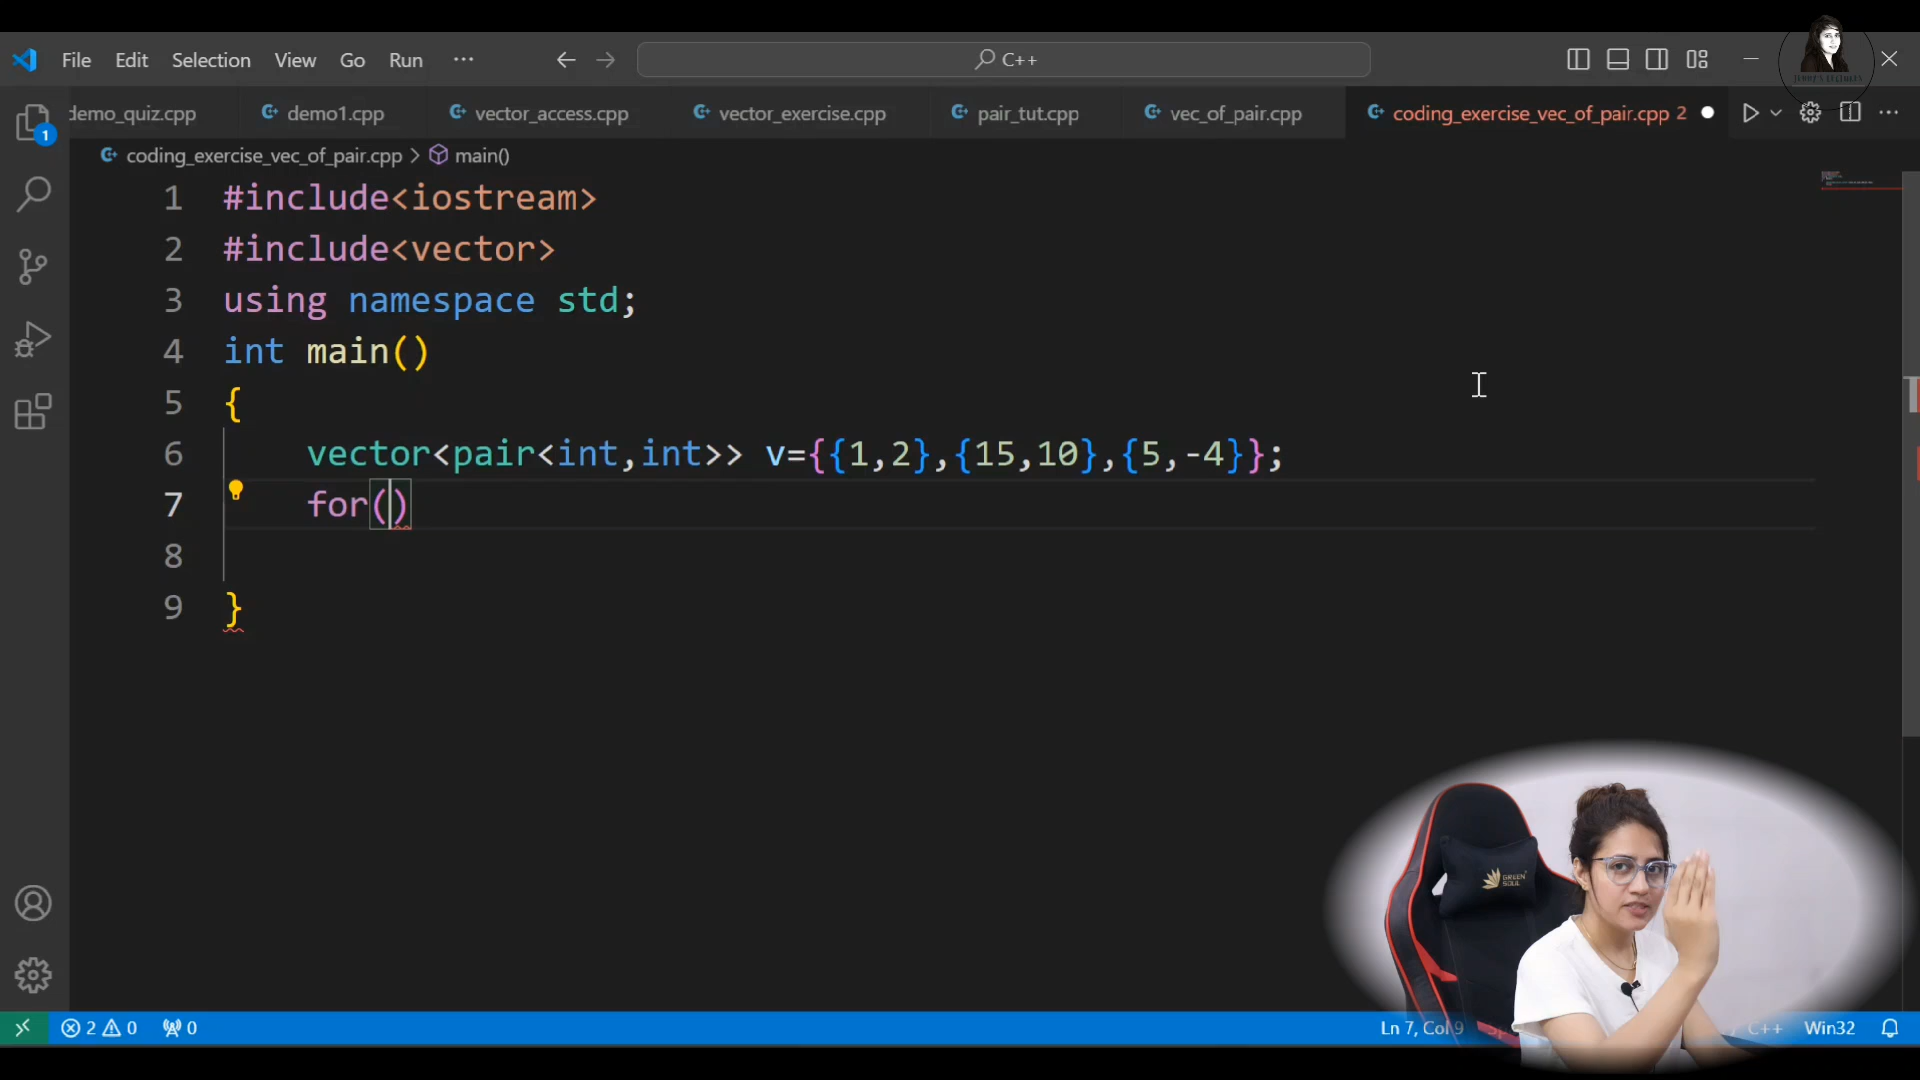 File Edit Selection View Go Run ··· C++
demo_quiz.cpp demo1.cpp vector_access.cpp vector_exercise.cpp pair_tut.cpp vec_of_pair.cpp coding_exercise_vec_of_pair.cpp 2
1
coding_exercise_vec_of_pair.cpp > main()
1 #include<iostream>
2 #include<vector>
3 using namespace std;
4 int main()
5 {
6 vector<pair<int,int>> v={{1,2},{15,10},{5,-4}};
7 for()
8
9 }
GREEN
SOUL
2 0 0 Ln 7, Col 9 C++ Win32